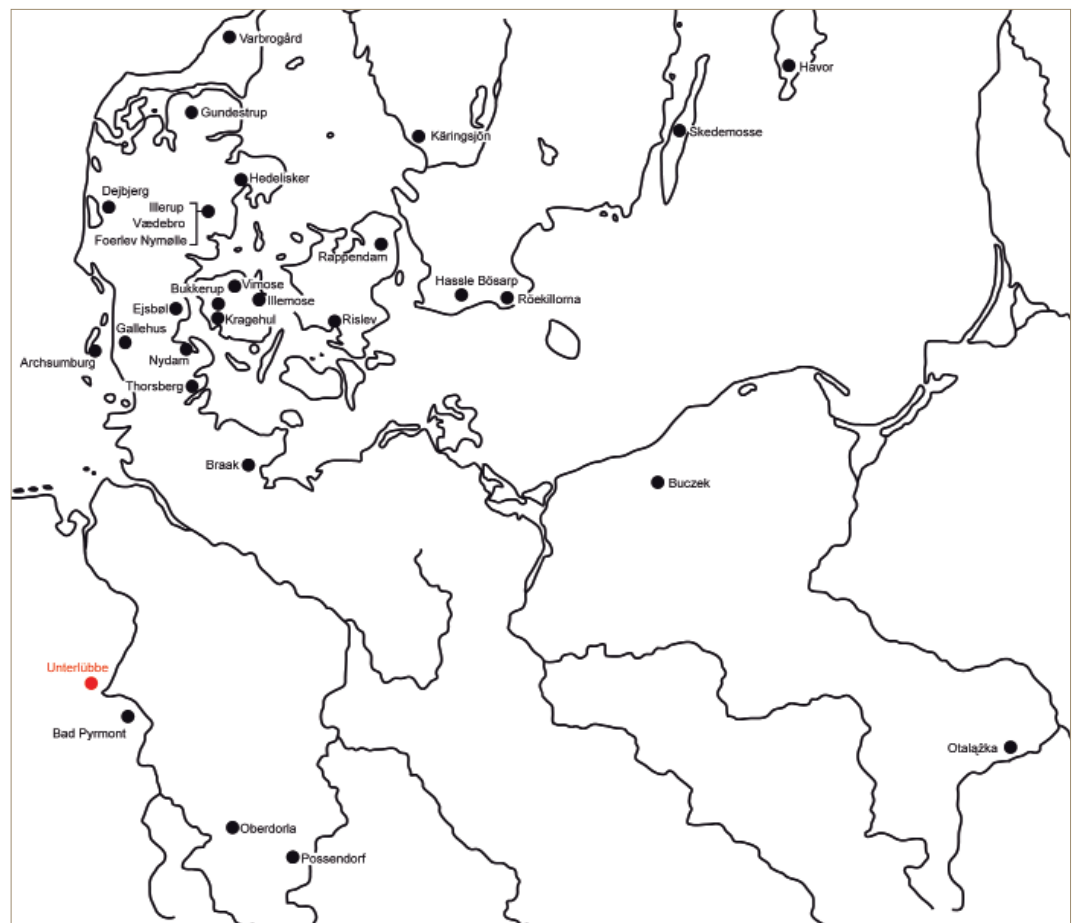 Varbrogård
Havor
Gundestrup
Käringsjön
Skedemosse
Hedelisker
Dejbjerg
Illerup
Vædebro
Foerlev Nymølle
Rappendam
Vimose
Bukkerup
Illemose
Hassle Bösarp
Röekillorna
Ejsbøl
Kragehul
Rislev
Gallehus
Archsumburg
Nydam
Thorsberg
Braak
Buczek
Unterlübbe
Bad Pyrmont
Otalążka
Oberdorla
Possendorf